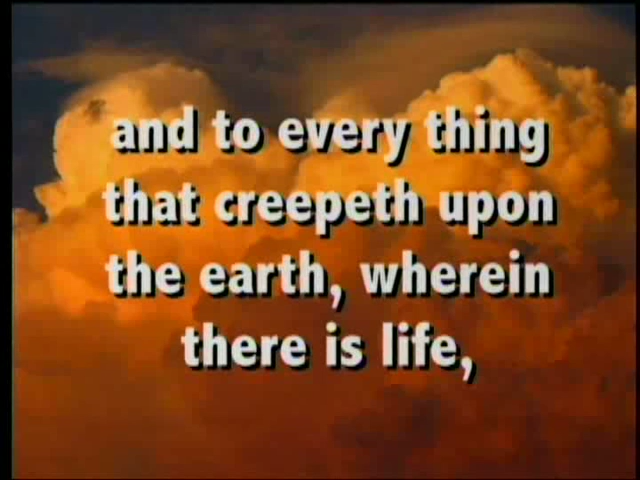 and to every thing
that creepeth upon
the earth, wherein
there is life,